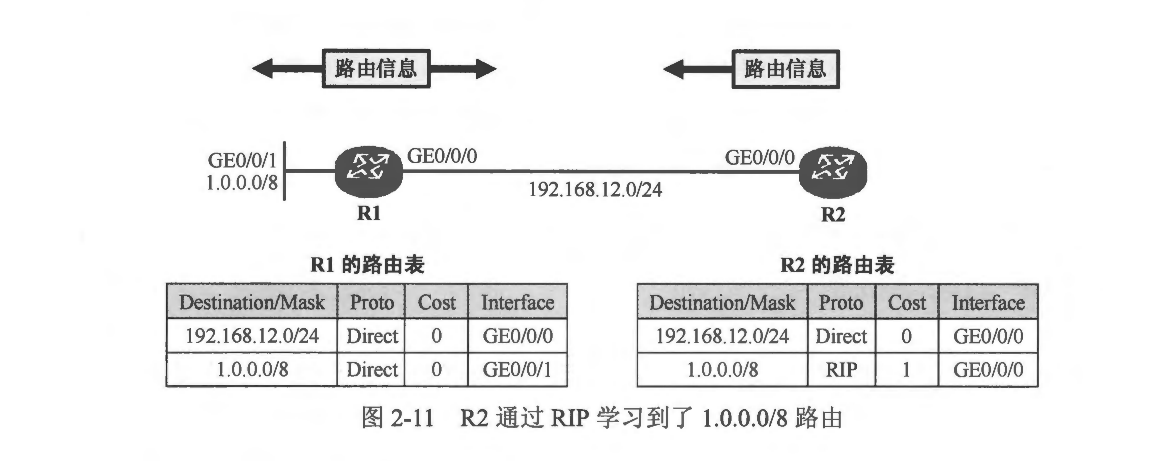 路由信息 路由信息
GE0/0/1 GE0/0/0 GE0/0/0
1.0.0.0/8 192.168.12.0/24
R1 R2
R1 的路由表 R2 的路由表
Destination/Mask Proto Cost Interface Destination/Mask Proto Cost Interface
192.168.12.0/24 Direct 0 GE0/0/0 192.168.12.0/24 Direct 0 GE0/0/0
1.0.0.0/8 Direct 0 GE0/0/1 1.0.0.0/8 RIP 1 GE0/0/0
图 2-11 R2 通过 RIP 学习到了 1.0.0.0/8 路由